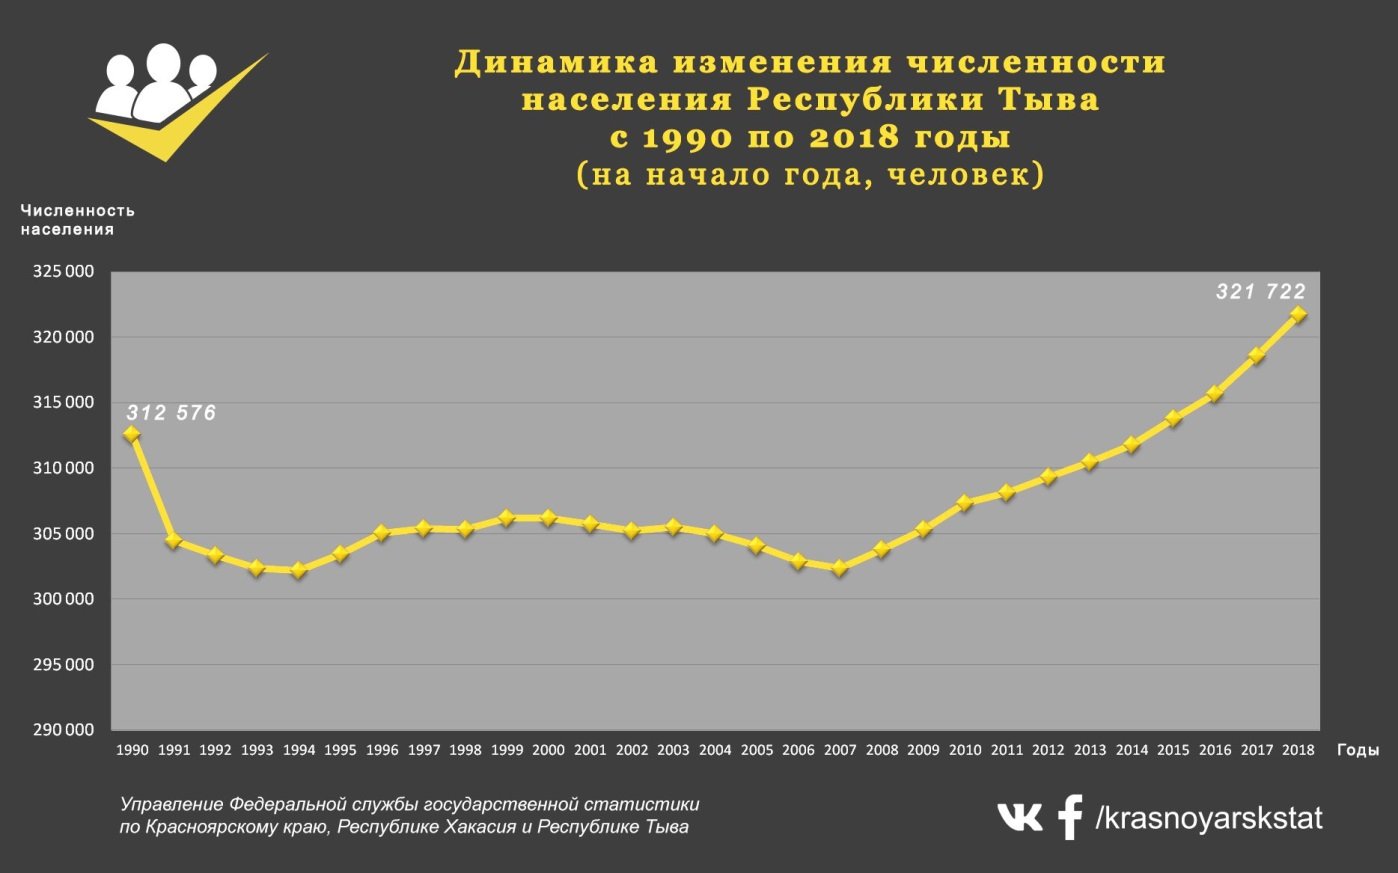 Динамика изменения численности
населения Республики Тыва
с 1990 по 2018 годы
(на начало года, человек)
Численность
населения
325 000
321 722
320 000
315 000
312 576
310 000
305 000
300 000
295 000
290 000
1990 1991 1992 1993 1994 1995 1996 1997 1998 1999 2000 2001 2002 2003 2004 2005 2006 2007 2008 2009 2010 2011 2012 2013 2014 2015 2016 2017 2018 Годы
Управление Федеральной службы государственной статистики
по Красноярскому краю, Республике Хакасия и Республике Тыва
/krasnoyarskstat